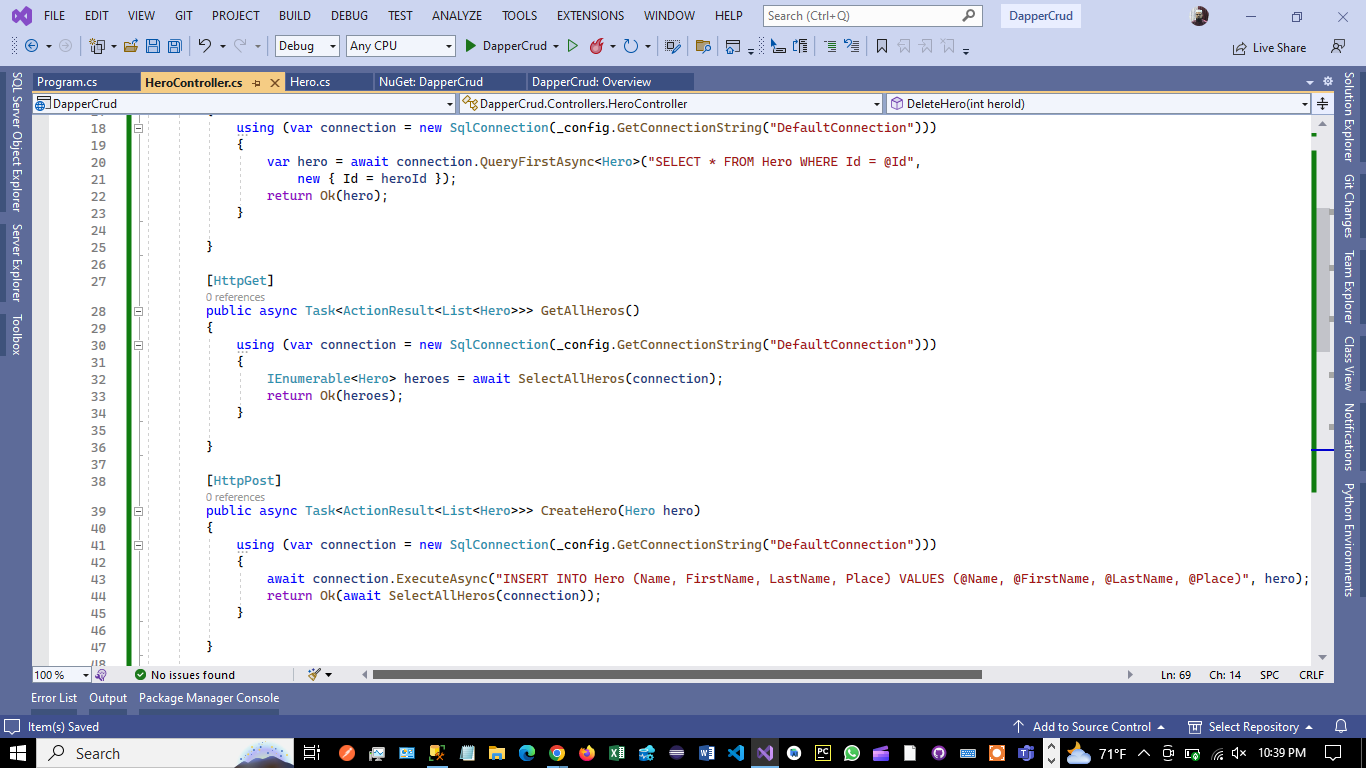 FILE EDIT VIEW GIT PROJECT BUILD DEBUG TEST ANALYZE TOOLS EXTENSIONS WINDOW HELP Search (Ctrl+Q) DapperCrud
Debug Any CPU DapperCrud Live Share
Program.cs HeroController.cs Hero.cs NuGet: DapperCrud DapperCrud: Overview
DapperCrud DapperCrud.Controllers.HeroController DeleteHero(int heroId)
18 using (var connection = new SqlConnection(_config.GetConnectionString("DefaultConnection")))
19 {
20 var hero = await connection.QueryFirstAsync<Hero>("SELECT * FROM Hero WHERE Id = @Id",
21 new { Id = heroId });
22 return Ok(hero);
23 }
24
25 }
26
27 [HttpGet]
0 references
28 public async Task<ActionResult<List<Hero>>> GetAllHeros()
29 {
30 using (var connection = new SqlConnection(_config.GetConnectionString("DefaultConnection")))
31 {
32 IEnumerable<Hero> heroes = await SelectAllHeros(connection);
33 return Ok(heroes);
34 }
35
36 }
37
38 [HttpPost]
0 references
39 public async Task<ActionResult<List<Hero>>> CreateHero(Hero hero)
40 {
41 using (var connection = new SqlConnection(_config.GetConnectionString("DefaultConnection")))
42 {
43 await connection.ExecuteAsync("INSERT INTO Hero (Name, FirstName, LastName, Place) VALUES (@Name, @FirstName, @LastName, @Place)", hero);
44 return Ok(await SelectAllHeros(connection));
45 }
46
47 }
48
SQL Server Object Explorer
Server Explorer
Toolbox
Solution Explorer
Git Changes
Team Explorer
Class View
Notifications
Python Environments
100 % No issues found Ln: 69 Ch: 14 SPC CRLF
Error List Output Package Manager Console
Item(s) Saved Add to Source Control Select Repository
Search PC 71°F 10:39 PM